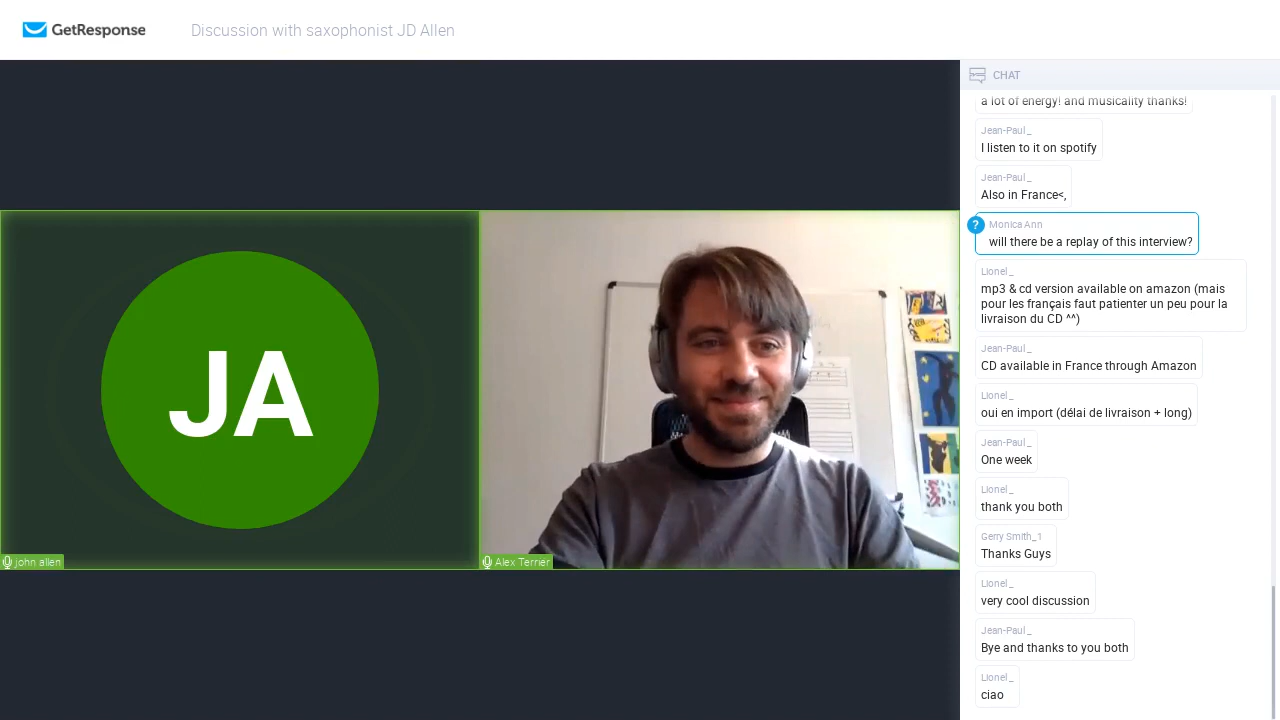 GetResponse
Discussion with saxophonist JD Allen
CHAT
JA
john allen
Alex Terrier
a lot of energy! and musicality thanks!
Jean-Paul_
I listen to it on spotify
Jean-Paul_
Also in France<,
?
Monica Ann
will there be a replay of this interview?
Lionel_
mp3 & cd version available on amazon (mais
pour les français faut patienter un peu pour la
livraison du CD ^^)
Jean-Paul_
CD available in France through Amazon
Lionel_
oui en import (délai de livraison + long)
Jean-Paul_
One week
Lionel_
thank you both
Gerry Smith_1
Thanks Guys
Lionel_
very cool discussion
Jean-Paul_
Bye and thanks to you both
Lionel_
ciao